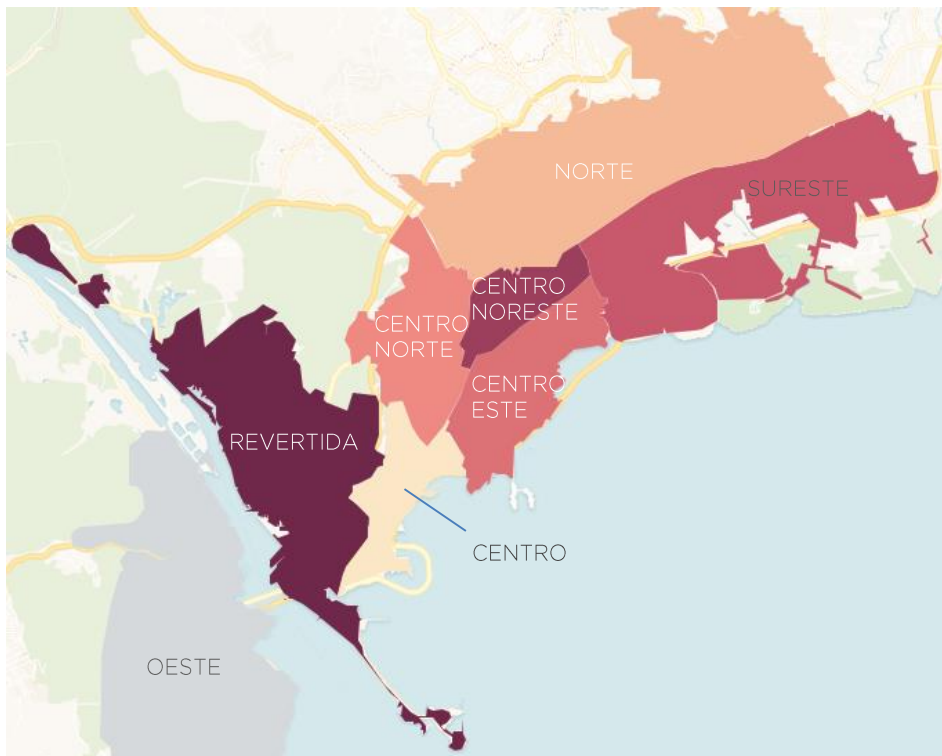 NORTE
SURESTE
CENTRO
NORESTE
CENTRO
NORTE
CENTRO
ESTE
REVERTIDA
CENTRO
OESTE